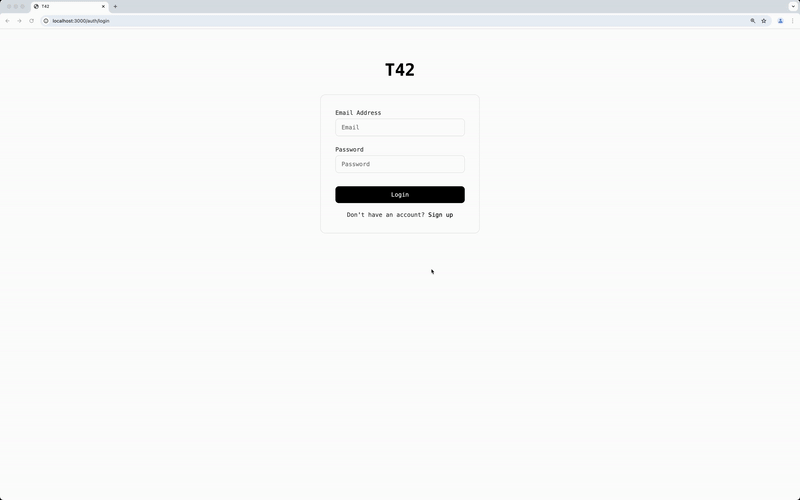 T42
localhost:3000/auth/login
T42
Email Address
Email
Password
Password
Login
Don't have an account? Sign up